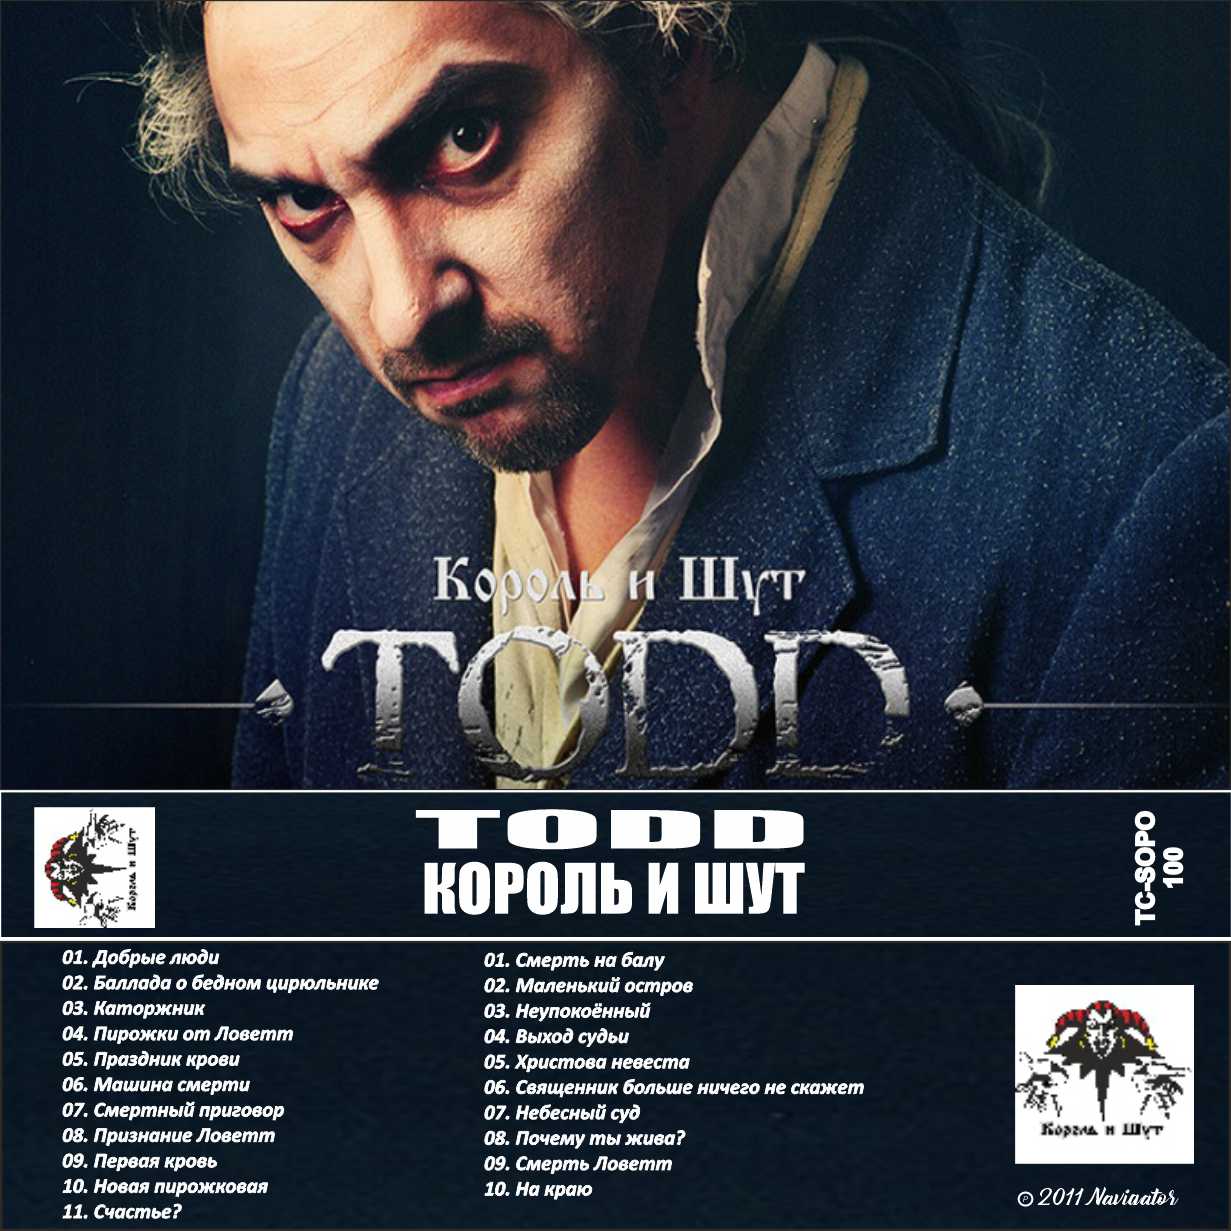 Король и Шут
TODD
Король и Шут
TODD
КОРОЛЬ И ШУТ
TC-SOPO
100
01. Добрые люди
02. Баллада о бедном цирюльнике
03. Каторжник
04. Пирожки от Ловетт
05. Праздник крови
06. Машина смерти
07. Смертный приговор
08. Признание Ловетт
09. Первая кровь
10. Новая пирожковая
11. Счастье?
01. Смерть на балу
02. Маленький остров
03. Неупокоённый
04. Выход судьи
05. Христова невеста
06. Священник больше ничего не скажет
07. Небесный суд
08. Почему ты жива?
09. Смерть Ловетт
10. На краю
Король и Шут
℗ 2011 Navigator